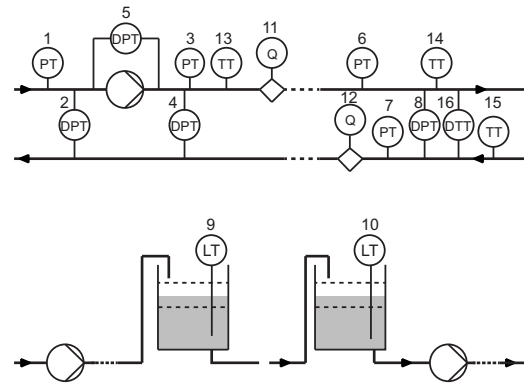 5
1 DPT 3 13 11 6 14
PT PT TT Q PT TT
2 4 12 7 8 16 15
DPT DPT Q PT DPT DTT TT
9 10
LT LT